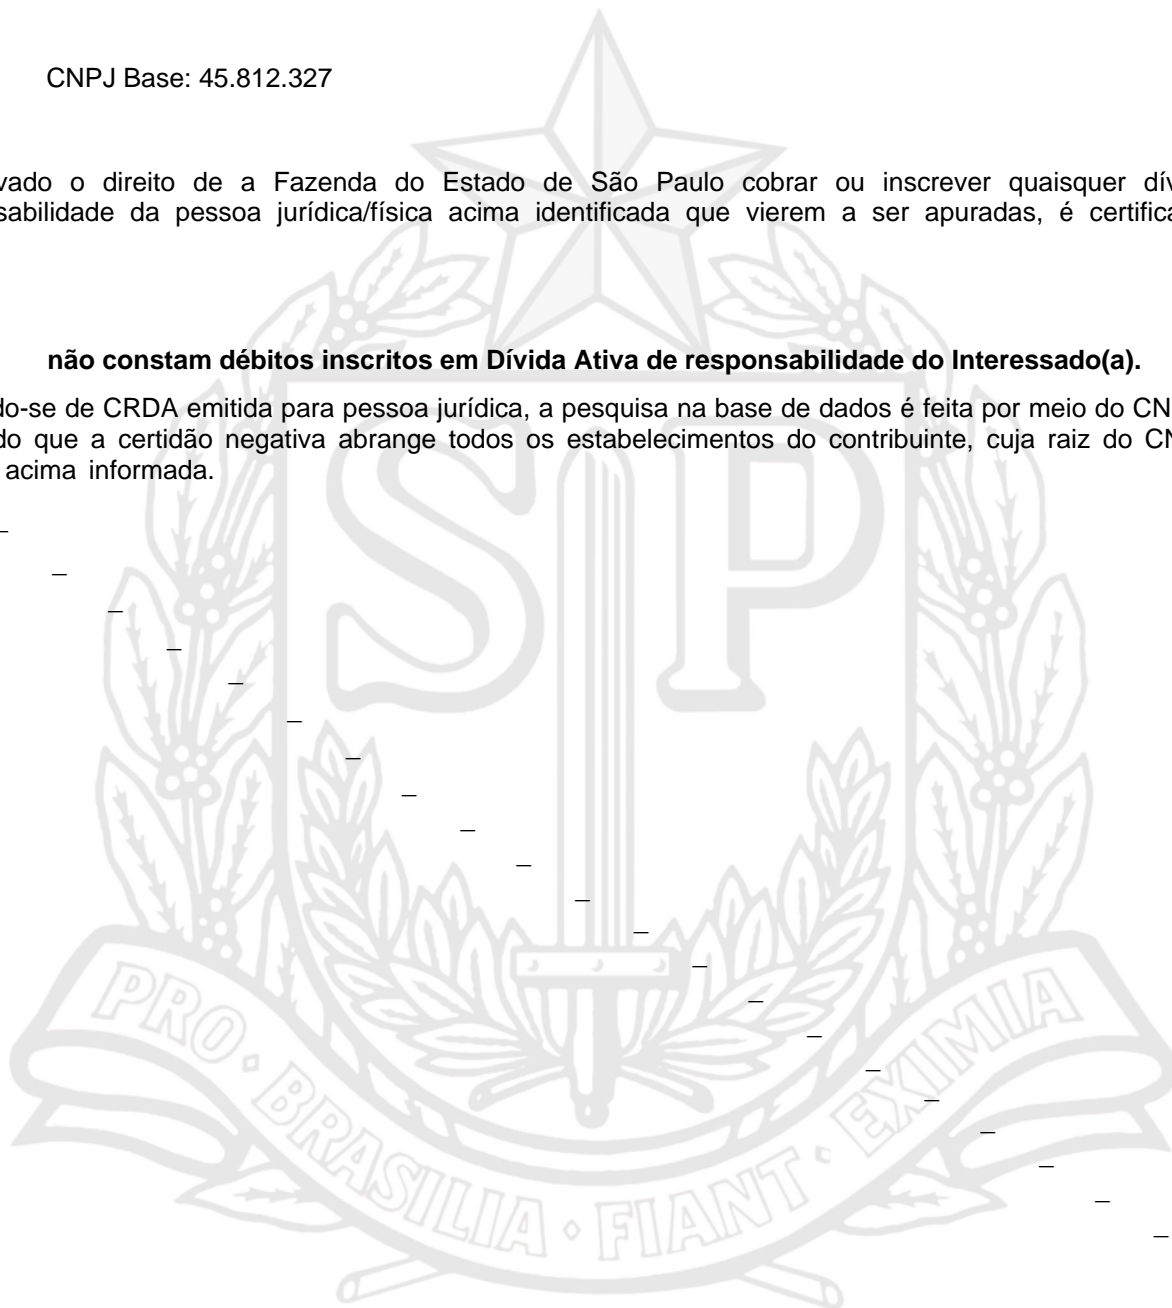 CNPJ Base: 45.812.327
vado o direito de a Fazenda do Estado de São Paulo cobrar ou inscrever quaisquer dív
sabilidade da pessoa jurídica/física acima identificada que vierem a ser apuradas, é certifica
não constam débitos inscritos em Dívida Ativa de responsabilidade do Interessado(a).
do-se de CRDA emitida para pessoa jurídica, a pesquisa na base de dados é feita por meio do CN
do que a certidão negativa abrange todos os estabelecimentos do contribuinte, cuja raiz do CN
acima informada.
SP
PRO • BRASILIA • FIANT • EXIMIA